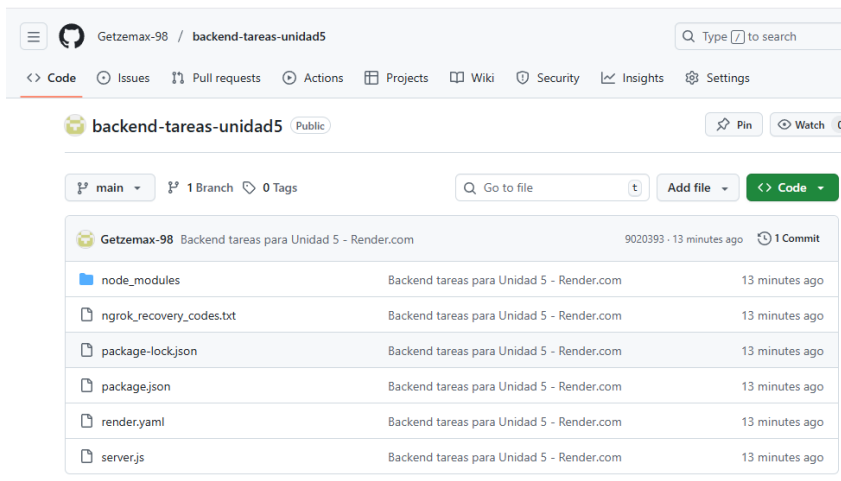 Getzemax-98 / backend-tareas-unidad5 Type / to search
Code Issues Pull requests Actions Projects Wiki Security Insights Settings
backend-tareas-unidad5 Public Pin Watch
main 1 Branch 0 Tags Go to file t Add file Code
Getzemax-98 Backend tareas para Unidad 5 - Render.com 9020393 · 13 minutes ago 1 Commit
node_modules Backend tareas para Unidad 5 - Render.com 13 minutes ago
ngrok_recovery_codes.txt Backend tareas para Unidad 5 - Render.com 13 minutes ago
package-lock.json Backend tareas para Unidad 5 - Render.com 13 minutes ago
package.json Backend tareas para Unidad 5 - Render.com 13 minutes ago
render.yaml Backend tareas para Unidad 5 - Render.com 13 minutes ago
server.js Backend tareas para Unidad 5 - Render.com 13 minutes ago